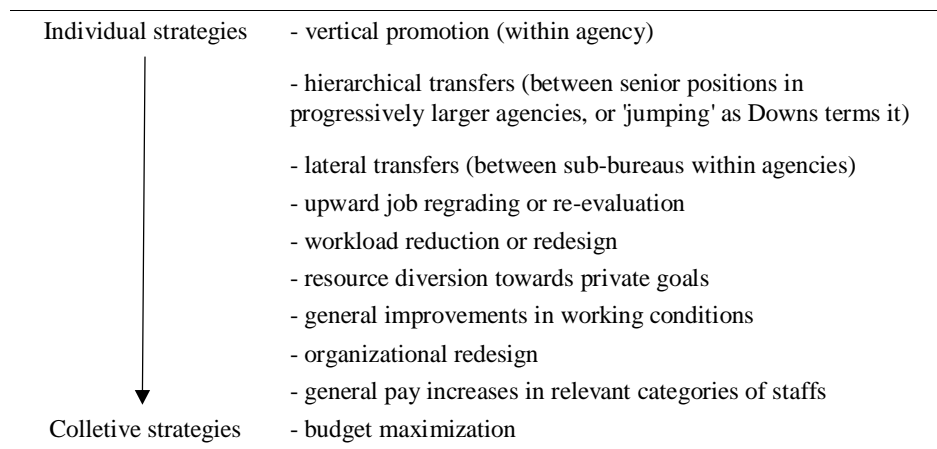 Individual strategies - vertical promotion (within agency)
- hierarchical transfers (between senior positions in
progressively larger agencies, or 'jumping' as Downs terms it)
- lateral transfers (between sub-bureaus within agencies)
- upward job regrading or re-evaluation
- workload reduction or redesign
- resource diversion towards private goals
- general improvements in working conditions
- organizational redesign
- general pay increases in relevant categories of staffs
Colletive strategies - budget maximization